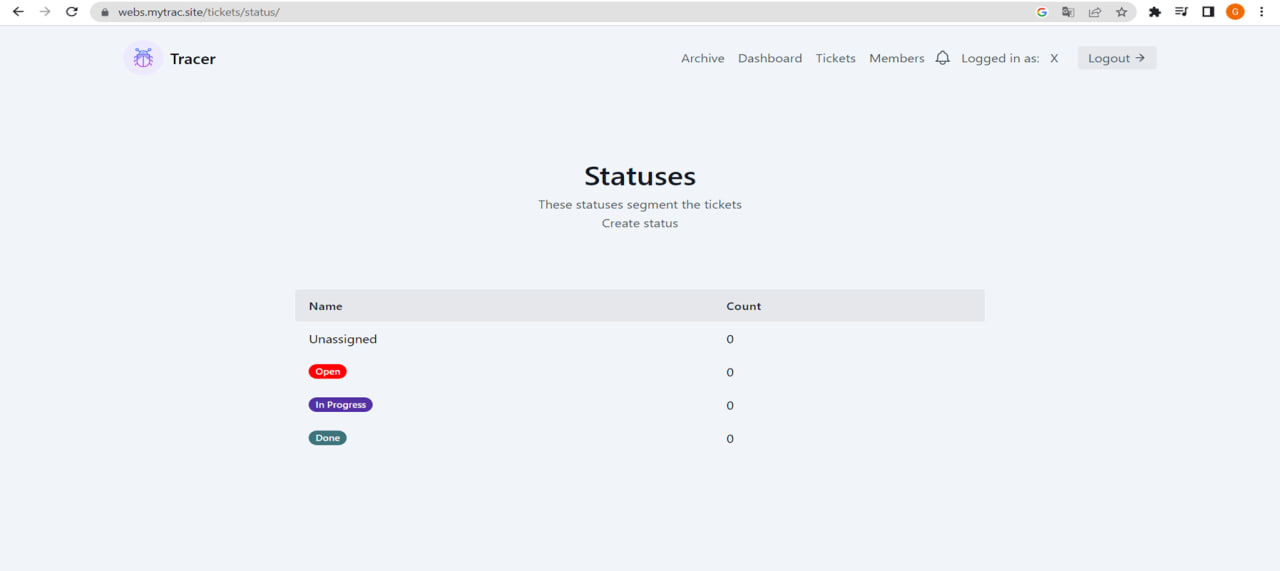 webs.mytrac.site/tickets/status/
G
Tracer
Archive Dashboard Tickets Members Logged in as: X Logout →
Statuses
These statuses segment the tickets
Create status
Name Count
Unassigned 0
Open 0
In Progress 0
Done 0